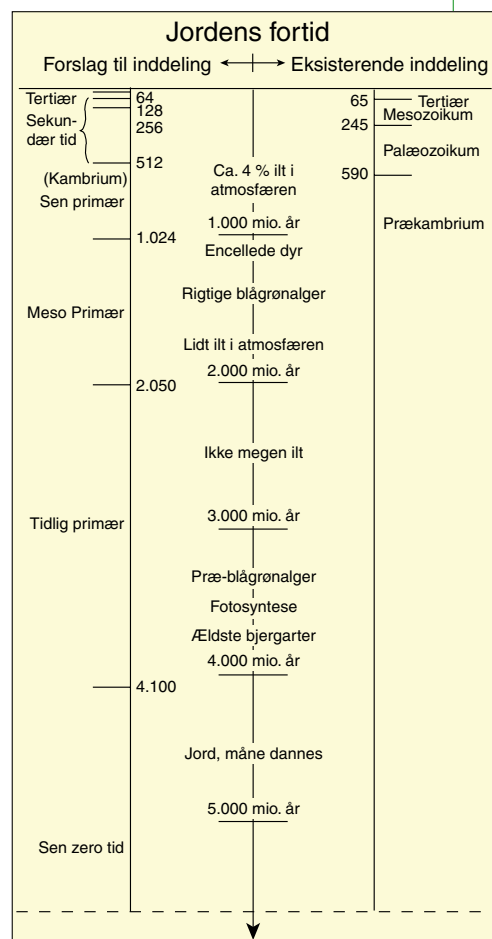 Jordens fortid
Forslag til inddeling
Eksisterende inddeling
Tertiær
Sekun-
dær tid
(Kambrium)
Sen primær
Meso Primær
Tidlig primær
Sen zero tid
64
128
256
512
1.024
2.050
4.100
Ca. 4 % ilt i
atmosfæren
1.000 mio. år
Encellede dyr
Rigtige blågrønalger
Lidt ilt i atmosfæren
2.000 mio. år
Ikke megen ilt
3.000 mio. år
Præ-blågrønalger
Fotosyntese
Ældste bjergarter
4.000 mio. år
Jord, måne dannes
5.000 mio. år
65
245
590
Tertiær
Mesozoikum
Palæozoikum
Prækambrium